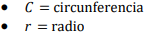 • C = circunferencia
• r = radio